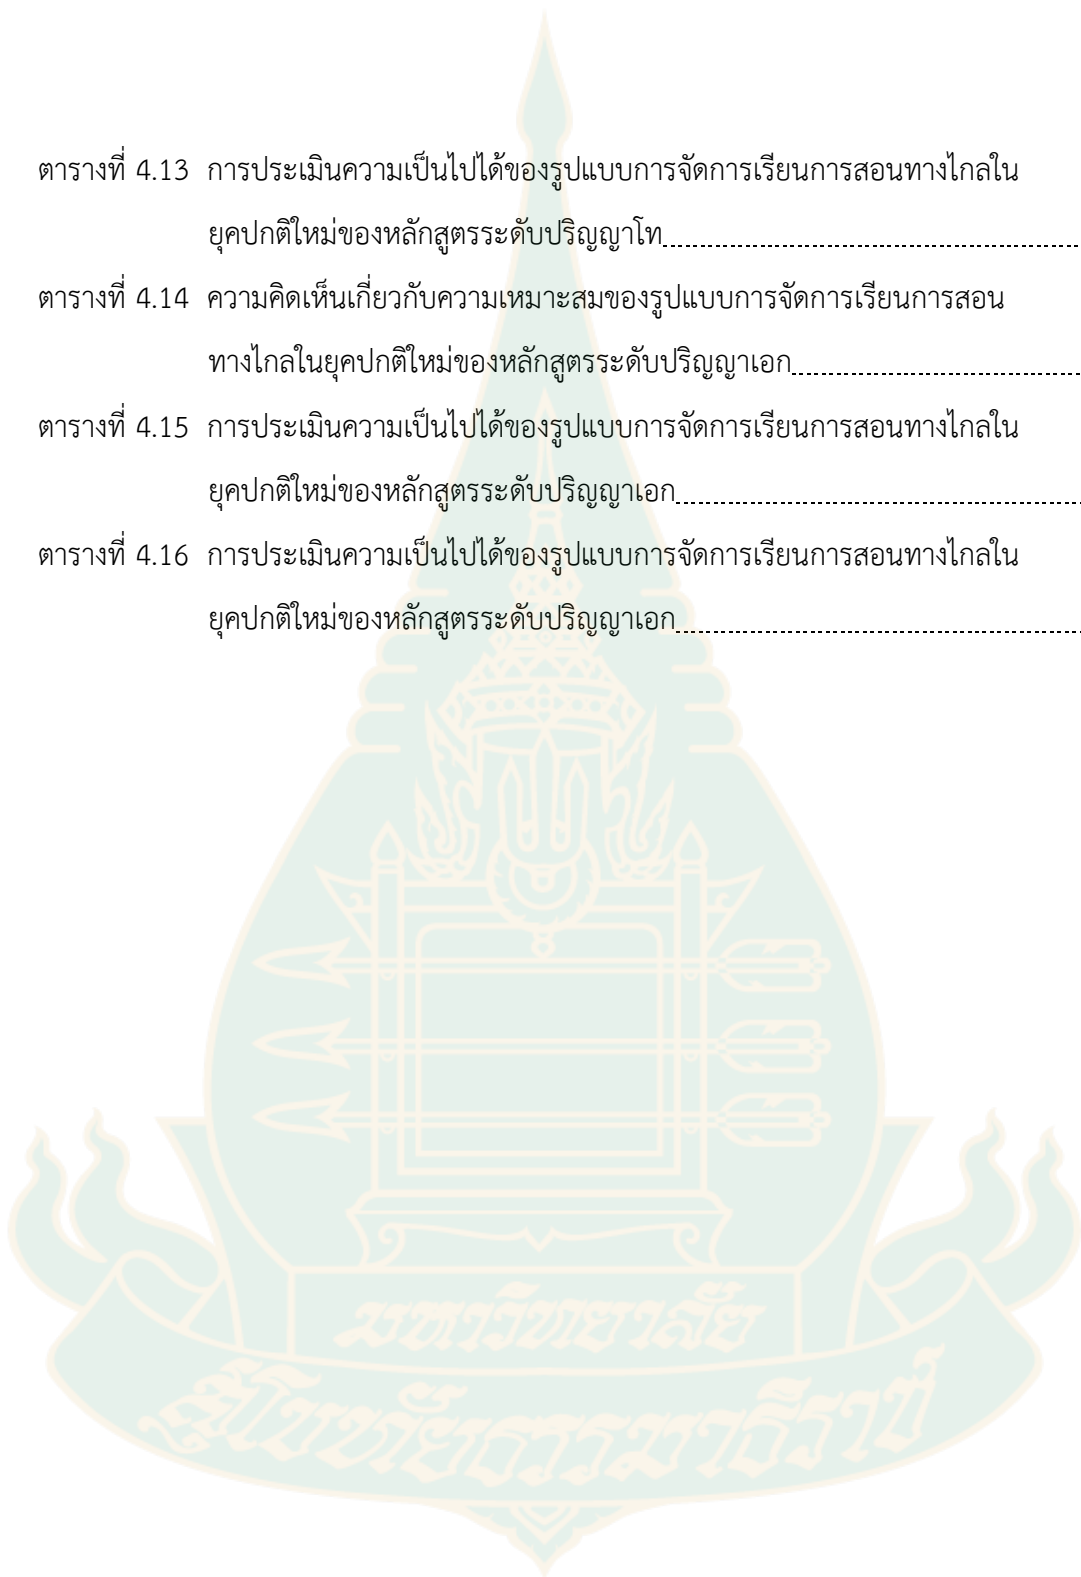 ตารางที่ 4.13 การประเมินความเป็นไปได้ของรูปแบบการจัดการเรียนการสอนทางไกลใน
ยุคปกติใหม่ของหลักสูตรระดับปริญญาโท
ตารางที่ 4.14 ความคิดเห็นเกี่ยวกับความเหมาะสมของรูปแบบการจัดการเรียนการสอน
ทางไกลในยุคปกติใหม่ของหลักสูตรระดับปริญญาเอก
ตารางที่ 4.15 การประเมินความเป็นไปได้ของรูปแบบการจัดการเรียนการสอนทางไกลใน
ยุคปกติใหม่ของหลักสูตรระดับปริญญาเอก
ตารางที่ 4.16 การประเมินความเป็นไปได้ของรูปแบบการจัดการเรียนการสอนทางไกลใน
ยุคปกติใหม่ของหลักสูตรระดับปริญญาเอก
มหาวิทยาลัย
สุโขทัยธรรมาธิราช